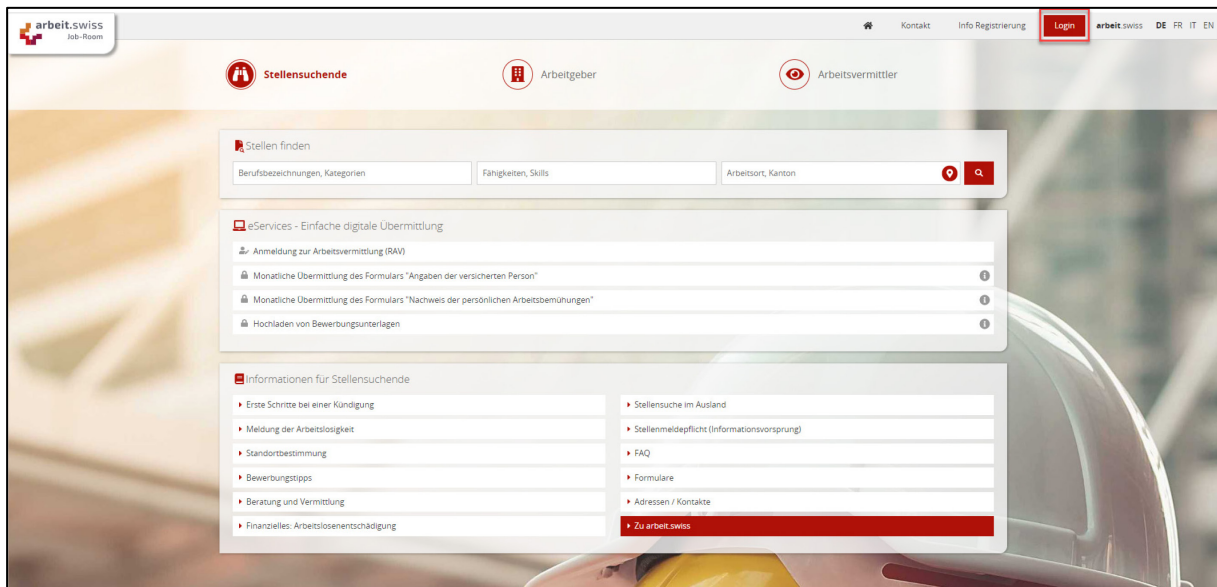 arbeit.swiss
Job-Room
Kontakt
Info Registrierung
Login
arbeit.swiss
DE FR IT EN
Stellensuchende
Arbeitgeber
Arbeitsvermittler
Stellen finden
Berufsbezeichnungen, Kategorien
Fähigkeiten, Skills
Arbeitsort, Kanton
eServices - Einfache digitale Übermittlung
Anmeldung zur Arbeitsvermittlung (RAV)
Monatliche Übermittlung des Formulars "Angaben der versicherten Person"
Monatliche Übermittlung des Formulars "Nachweis der persönlichen Arbeitsbemühungen"
Hochladen von Bewerbungsunterlagen
Informationen für Stellensuchende
Erste Schritte bei einer Kündigung
Meldung der Arbeitslosigkeit
Standortbestimmung
Bewerbungstipps
Beratung und Vermittlung
Finanzielles: Arbeitslosenentschädigung
Stellensuche im Ausland
Stellenmeldepflicht (Informationsvorsprung)
FAQ
Formulare
Adressen / Kontakte
Zu arbeit.swiss